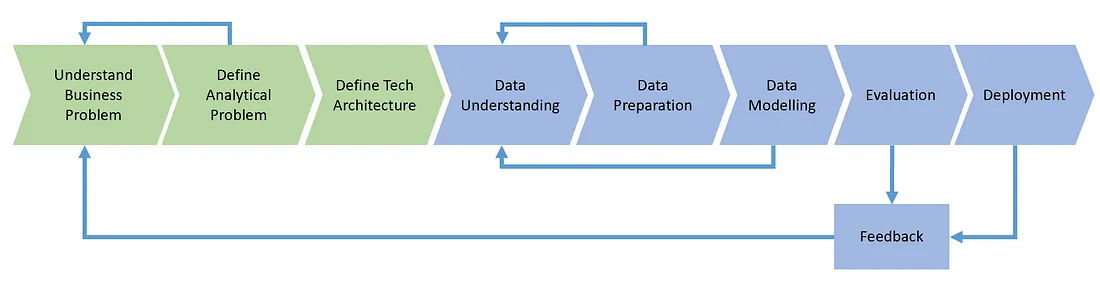 Understand
Business
Problem
Define
Analytical
Problem
Define Tech
Architecture
Data
Understanding
Data
Preparation
Data
Modelling
Evaluation
Deployment
Feedback